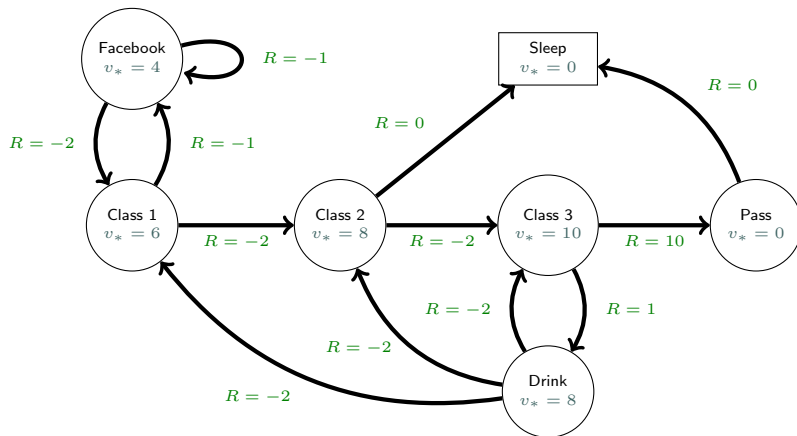 Facebook
v* = 4
R = −1
Sleep
v* = 0
R = 0
R = 0
R = −2
R = −1
Class 1
v* = 6
Class 2
v* = 8
Class 3
v* = 10
Pass
v* = 0
R = −2
R = −2
R = 10
R = −2
R = 1
R = −2
Drink
v* = 8
R = −2